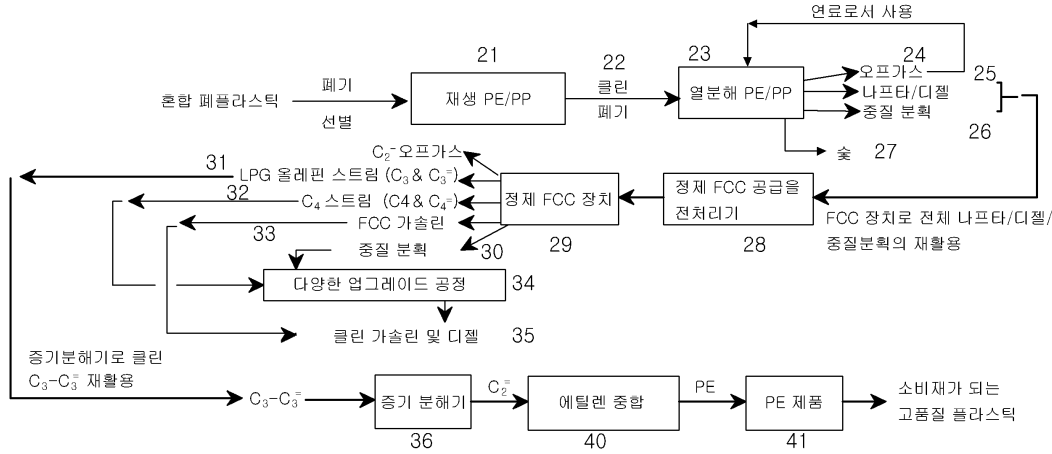 연료로서 사용
21
22
23
24
25
폐기
클린
오프가스
혼합 폐플라스틱
재생 PE/PP
열분해 PE/PP
나프타/디젤
선별
폐기
중질 분획
26
숯
27
C₂⁻오프가스
31
LPG 올레핀 스트림 (C₃ & C₃⁼)
정제 FCC 장치
정제 FCC 공급을
전처리기
32
C₄ 스트림 (C4 & C₄⁼)
FCC 장치로 전체 나프타/디젤/
중질분획의 재활용
33
FCC 가솔린
중질 분획
30
29
28
다양한 업그레이드 공정
34
클린 가솔린 및 디젤
35
증기분해기로 클린
C₃-C₃⁼ 재활용
C₃-C₃⁼
증기 분해기
C₂⁼
에틸렌 중합
PE
PE 제품
소비재가 되는
고품질 플라스틱
36
40
41